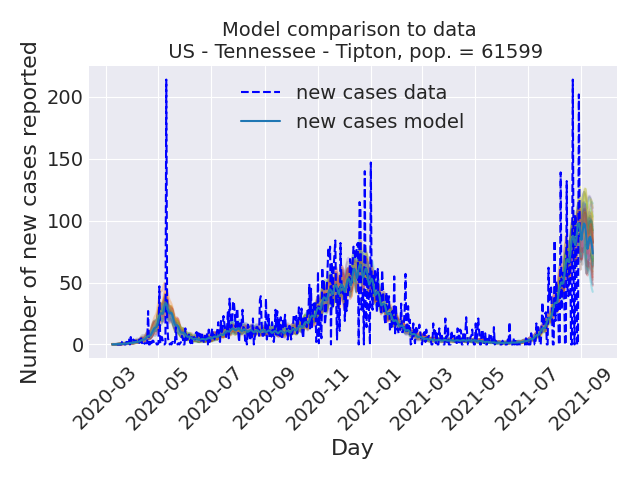 Model comparison to data
US - Tennessee - Tipton, pop. = 61599
Number of new cases reported
200
150
100
50
0
new cases data
new cases model
2020-03
2020-05
2020-07
2020-09
2020-11
2021-01
2021-03
2021-05
2021-07
2021-09
Day